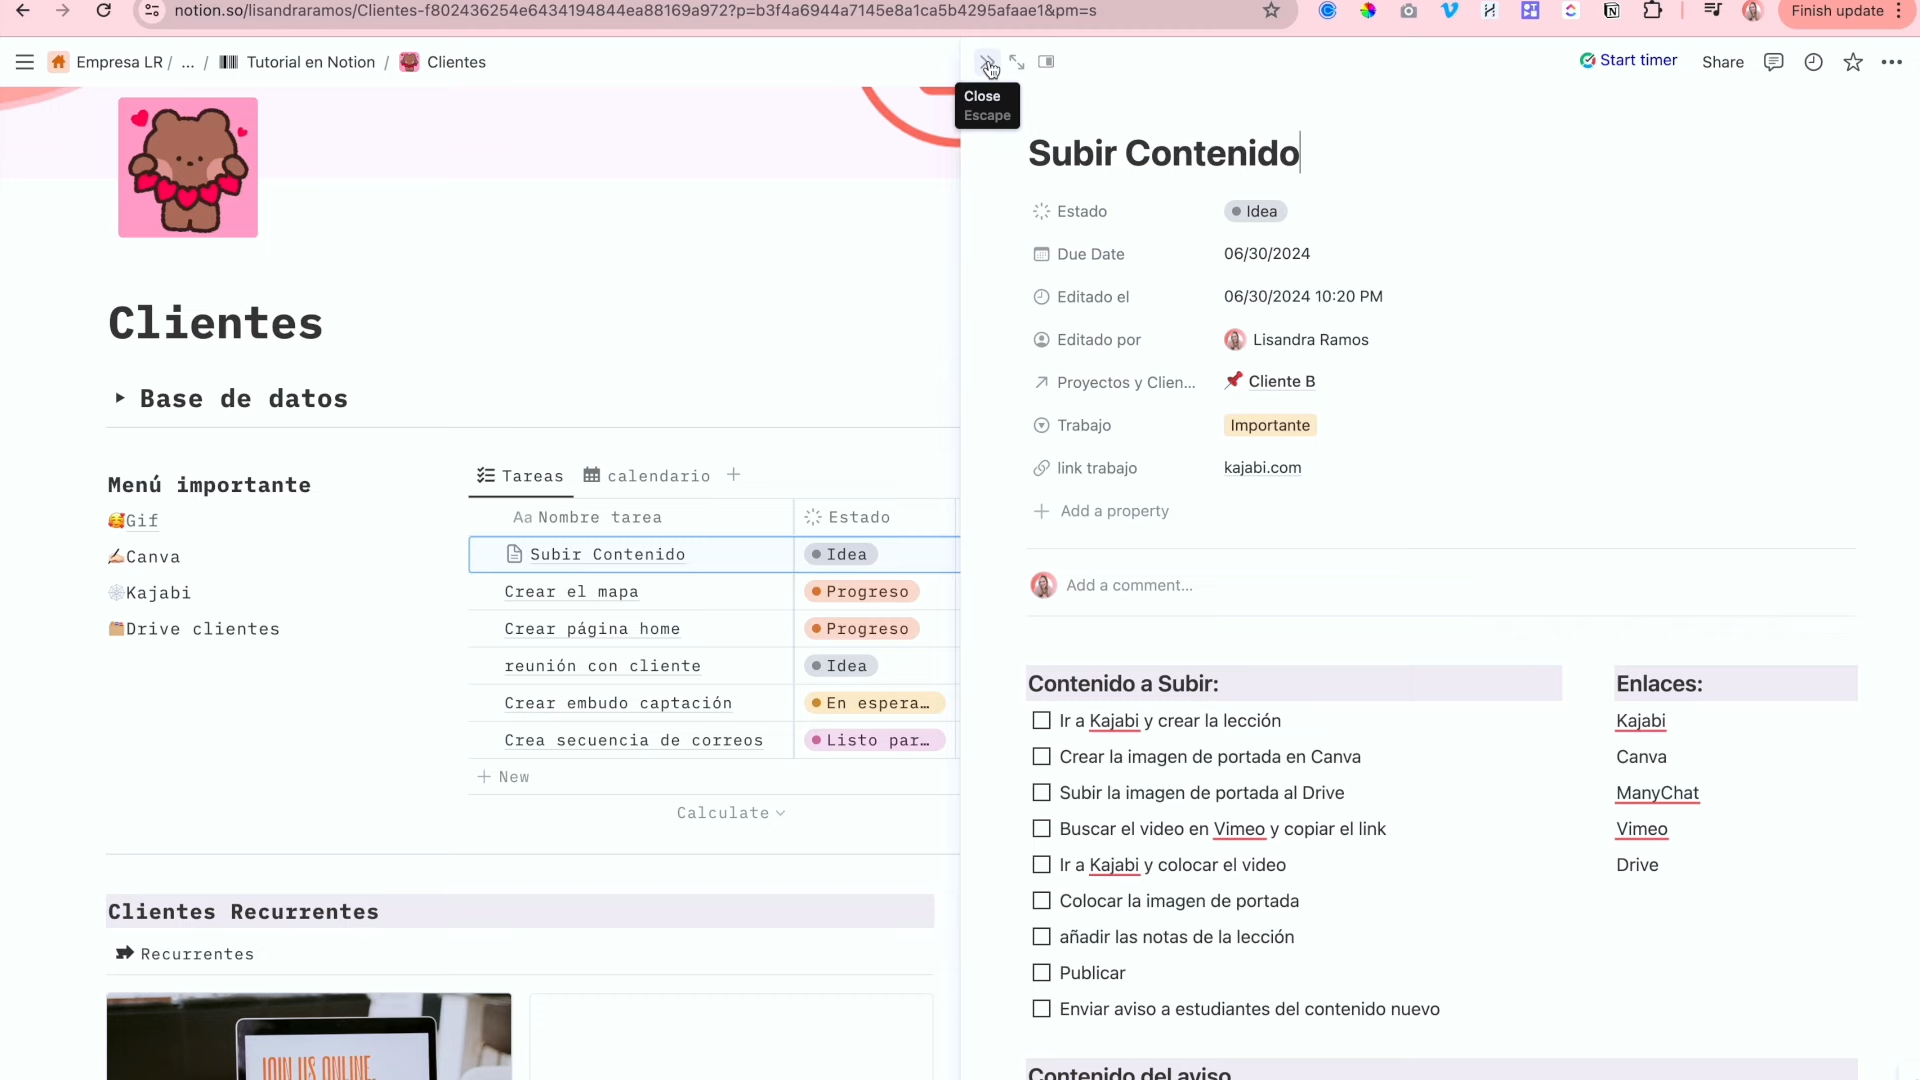 notion.so/lisandraramos/Clientes-f802436254e6434194844ea88169a972?p=b3f4a6944a7145e8a1ca5b4295afaae1&pm=s
Finish update
Empresa LR / ... / Tutorial en Notion / Clientes
Start timer
Share
Close
Escape
Clientes
Base de datos
Menú importante
Gif
Canva
Kajabi
Drive clientes
Tareas
calendario
Aa Nombre tarea
Estado
Subir Contenido
Idea
Crear el mapa
Progreso
Crear página home
Progreso
reunión con cliente
Idea
Crear embudo captación
En espera...
Crea secuencia de correos
Listo par...
New
Calculate
Clientes Recurrentes
Recurrentes
JOIN US ONLINE.
Subir Contenido
Estado
Idea
Due Date
06/30/2024
Editado el
06/30/2024 10:20 PM
Editado por
Lisandra Ramos
Proyectos y Clien...
Cliente B
Trabajo
Importante
link trabajo
kajabi.com
Add a property
Add a comment...
Contenido a Subir:
Ir a Kajabi y crear la lección
Crear la imagen de portada en Canva
Subir la imagen de portada al Drive
Buscar el video en Vimeo y copiar el link
Ir a Kajabi y colocar el video
Colocar la imagen de portada
añadir las notas de la lección
Publicar
Enviar aviso a estudiantes del contenido nuevo
Enlaces:
Kajabi
Canva
ManyChat
Vimeo
Drive
Contenido del aviso